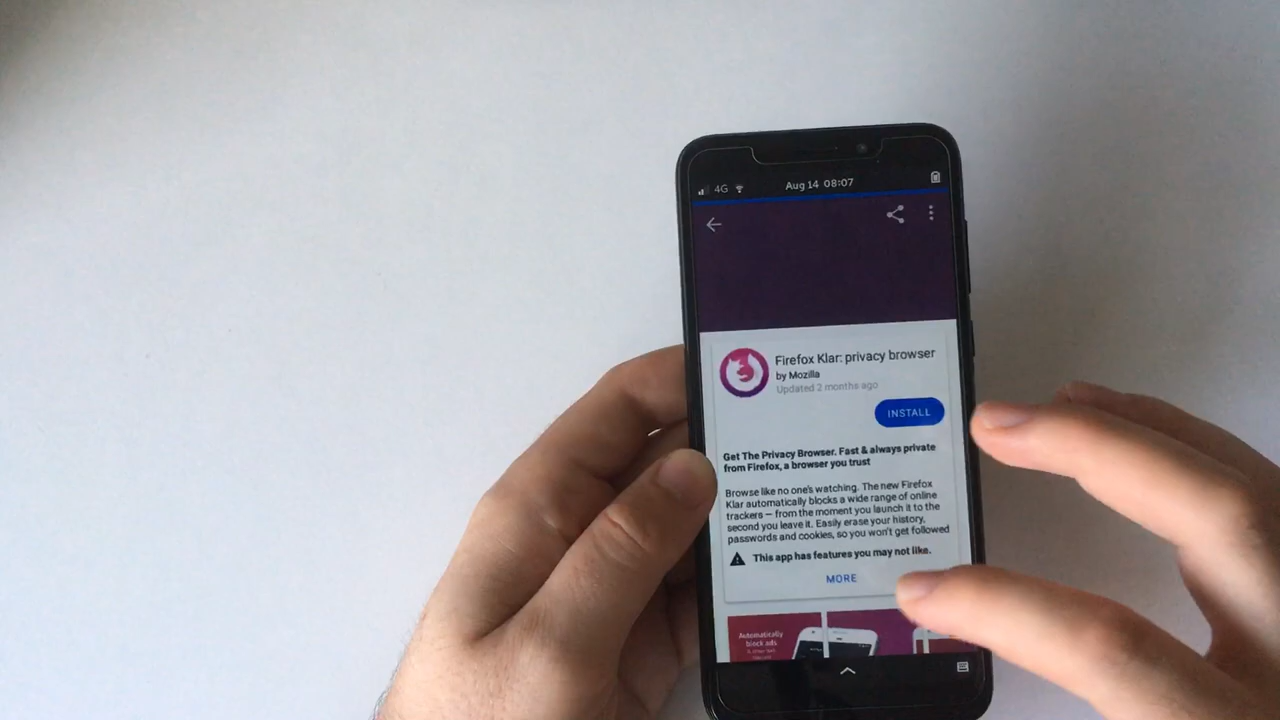 4G Aug 14 08:07
Firefox Klar: privacy browser
by Mozilla
Updated 2 months ago
INSTALL
Get The Privacy Browser. Fast & always private
from Firefox, a browser you trust
Browse like no one's watching. The new Firefox
Klar automatically blocks a wide range of online
trackers — from the moment you launch it to the
second you leave it. Easily erase your history,
passwords and cookies, so you won't get followed
This app has features you may not like.
MORE
Automatically
block ads